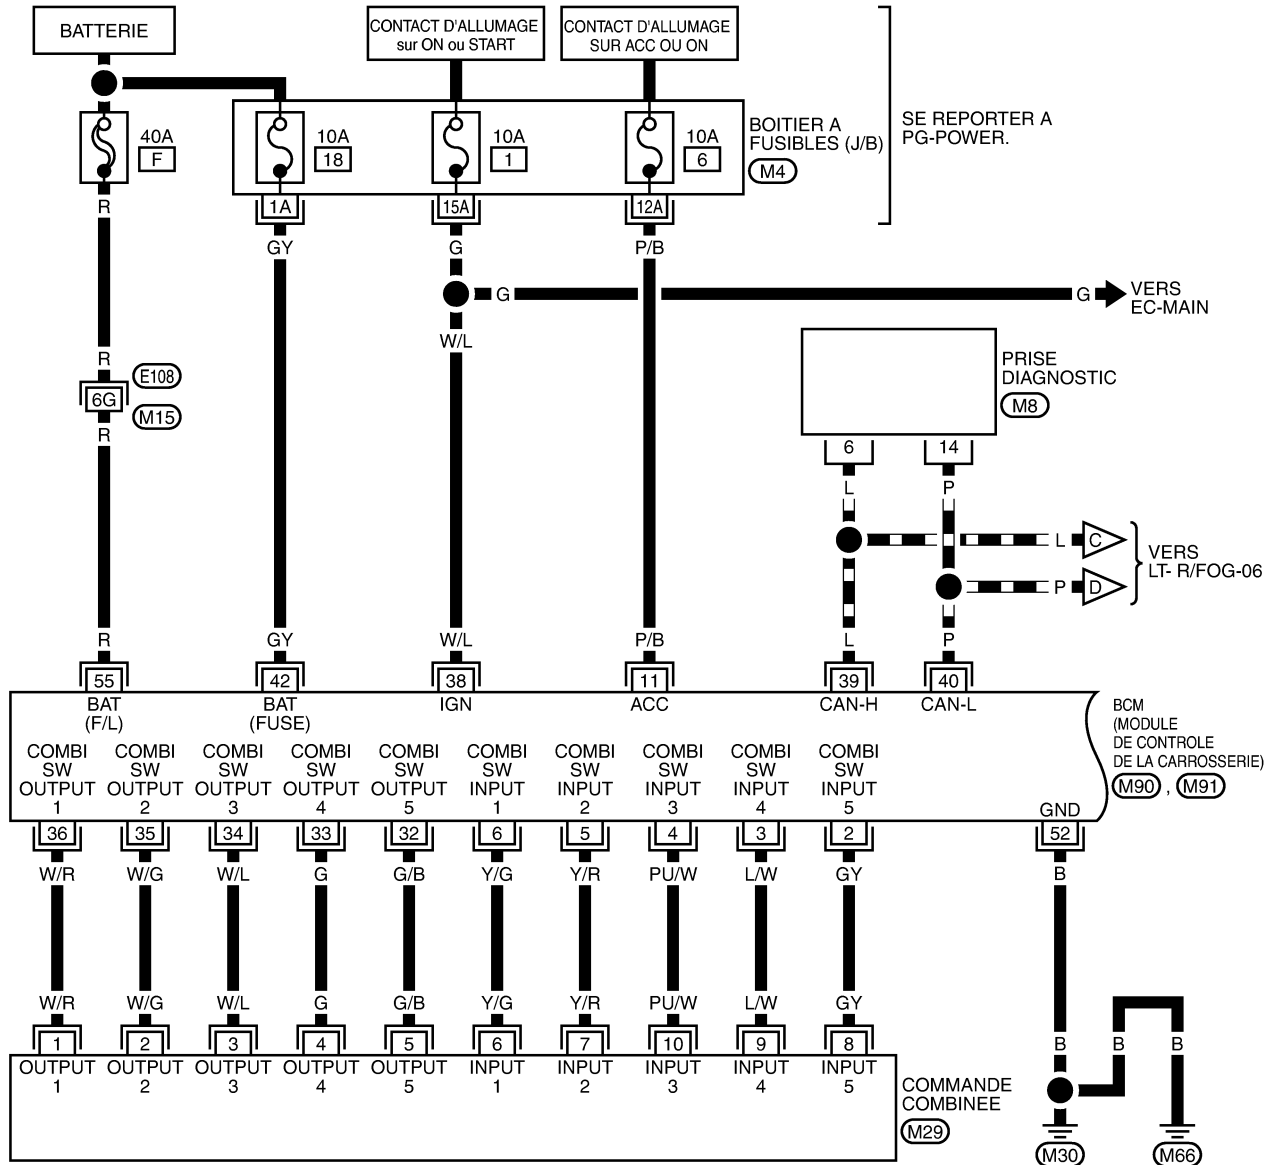 BATTERIE
CONTACT D'ALLUMAGE
sur ON ou START
CONTACT D'ALLUMAGE
SUR ACC OU ON
40A
F
10A
18
10A
1
10A
6
BOITIER A
FUSIBLES (J/B)
M4
SE REPORTER A
PG-POWER.
1A
15A
12A
R
GY
G
P/B
G
G
VERS
EC-MAIN
W/L
R
E108
6G
M15
R
PRISE
DIAGNOSTIC
M8
6
14
L
P
L
C
P
D
VERS
LT- R/FOG-06
R
GY
W/L
P/B
L
P
55
42
38
11
39
40
BAT
(F/L)
BAT
(FUSE)
IGN
ACC
CAN-H
CAN-L
BCM
(MODULE
DE CONTROLE
DE LA CARROSSERIE)
M90 , M91
COMBI
SW
OUTPUT
1
COMBI
SW
OUTPUT
2
COMBI
SW
OUTPUT
3
COMBI
SW
OUTPUT
4
COMBI
SW
OUTPUT
5
COMBI
SW
INPUT
1
COMBI
SW
INPUT
2
COMBI
SW
INPUT
3
COMBI
SW
INPUT
4
COMBI
SW
INPUT
5
GND
36
35
34
33
32
6
5
4
3
2
52
W/R
W/G
W/L
G
G/B
Y/G
Y/R
PU/W
L/W
GY
B
W/R
W/G
W/L
G
G/B
Y/G
Y/R
PU/W
L/W
GY
B
B
B
1
2
3
4
5
6
7
10
9
8
OUTPUT
1
OUTPUT
2
OUTPUT
3
OUTPUT
4
OUTPUT
5
INPUT
1
INPUT
2
INPUT
3
INPUT
4
INPUT
5
COMMANDE
COMBINEE
M29
M30
M66